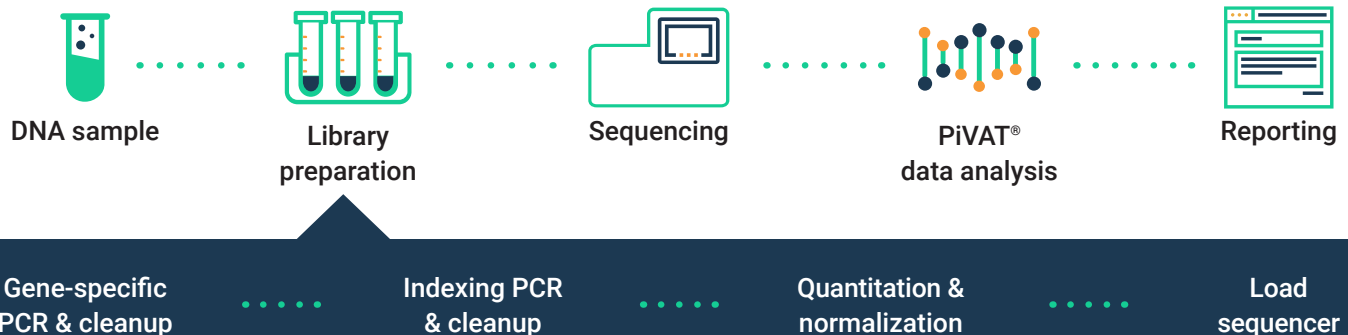 DNA sample
Library
preparation
Sequencing
PiVAT®
data analysis
Reporting
Gene-specific
PCR & cleanup
Indexing PCR
& cleanup
Quantitation &
normalization
Load
sequencer